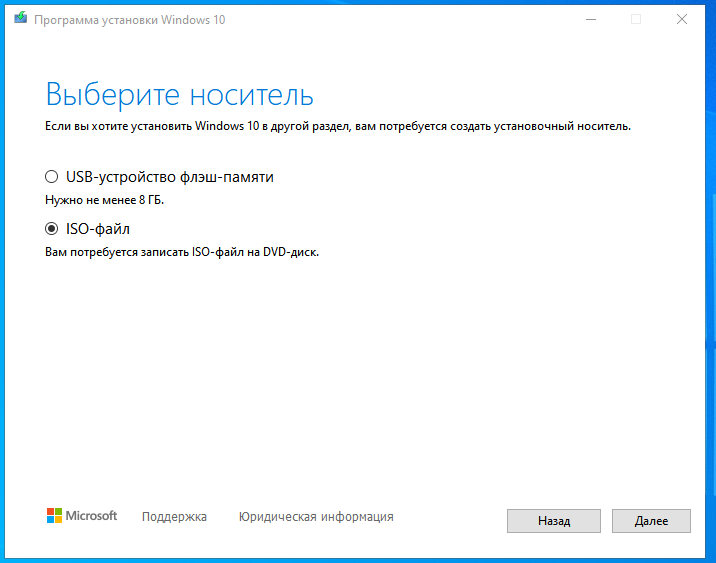 Программа установки Windows 10
Выберите носитель
Если вы хотите установить Windows 10 в другой раздел, вам потребуется создать установочный носитель.
USB-устройство флэш-памяти
Нужно не менее 8 ГБ.
ISO-файл
Вам потребуется записать ISO-файл на DVD-диск.
Microsoft Поддержка Юридическая информация Назад Далее